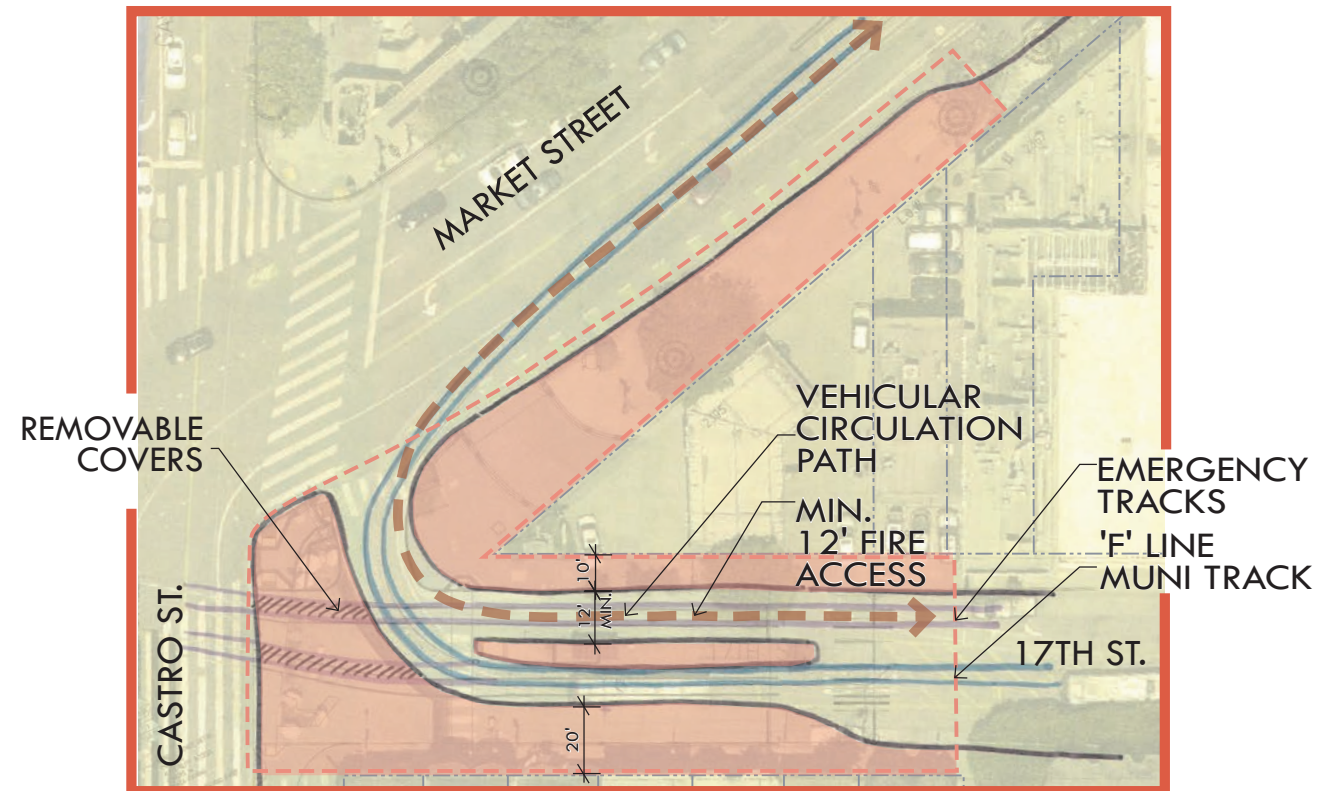 MARKET STREET
REMOVABLE
COVERS
VEHICULAR
CIRCULATION
PATH
MIN.
12' FIRE
ACCESS
EMERGENCY
TRACKS
'F' LINE
MUNI TRACK
10'
12'
MIN.
17TH ST.
CASTRO ST.
20'